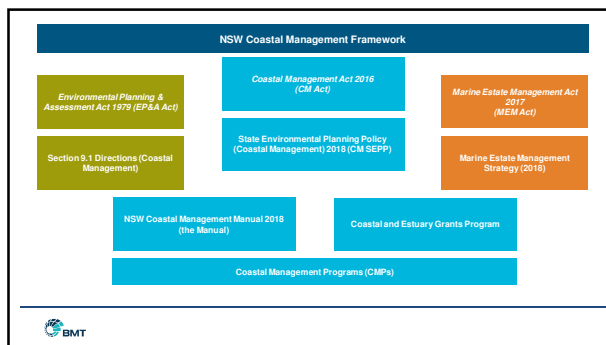 NSW Coastal Management Framework
Environmental Planning &
Assessment Act 1979 (EP&A Act)
Coastal Management Act 2016
(CM Act)
Marine Estate Management Act
2017
(MEM Act)
Section 9.1 Directions (Coastal
Management)
State Environmental Planning Policy
(Coastal Management) 2018 (CM SEPP)
Marine Estate Management
Strategy (2018)
NSW Coastal Management Manual 2018
(the Manual)
Coastal and Estuary Grants Program
Coastal Management Programs (CMPs)
BMT